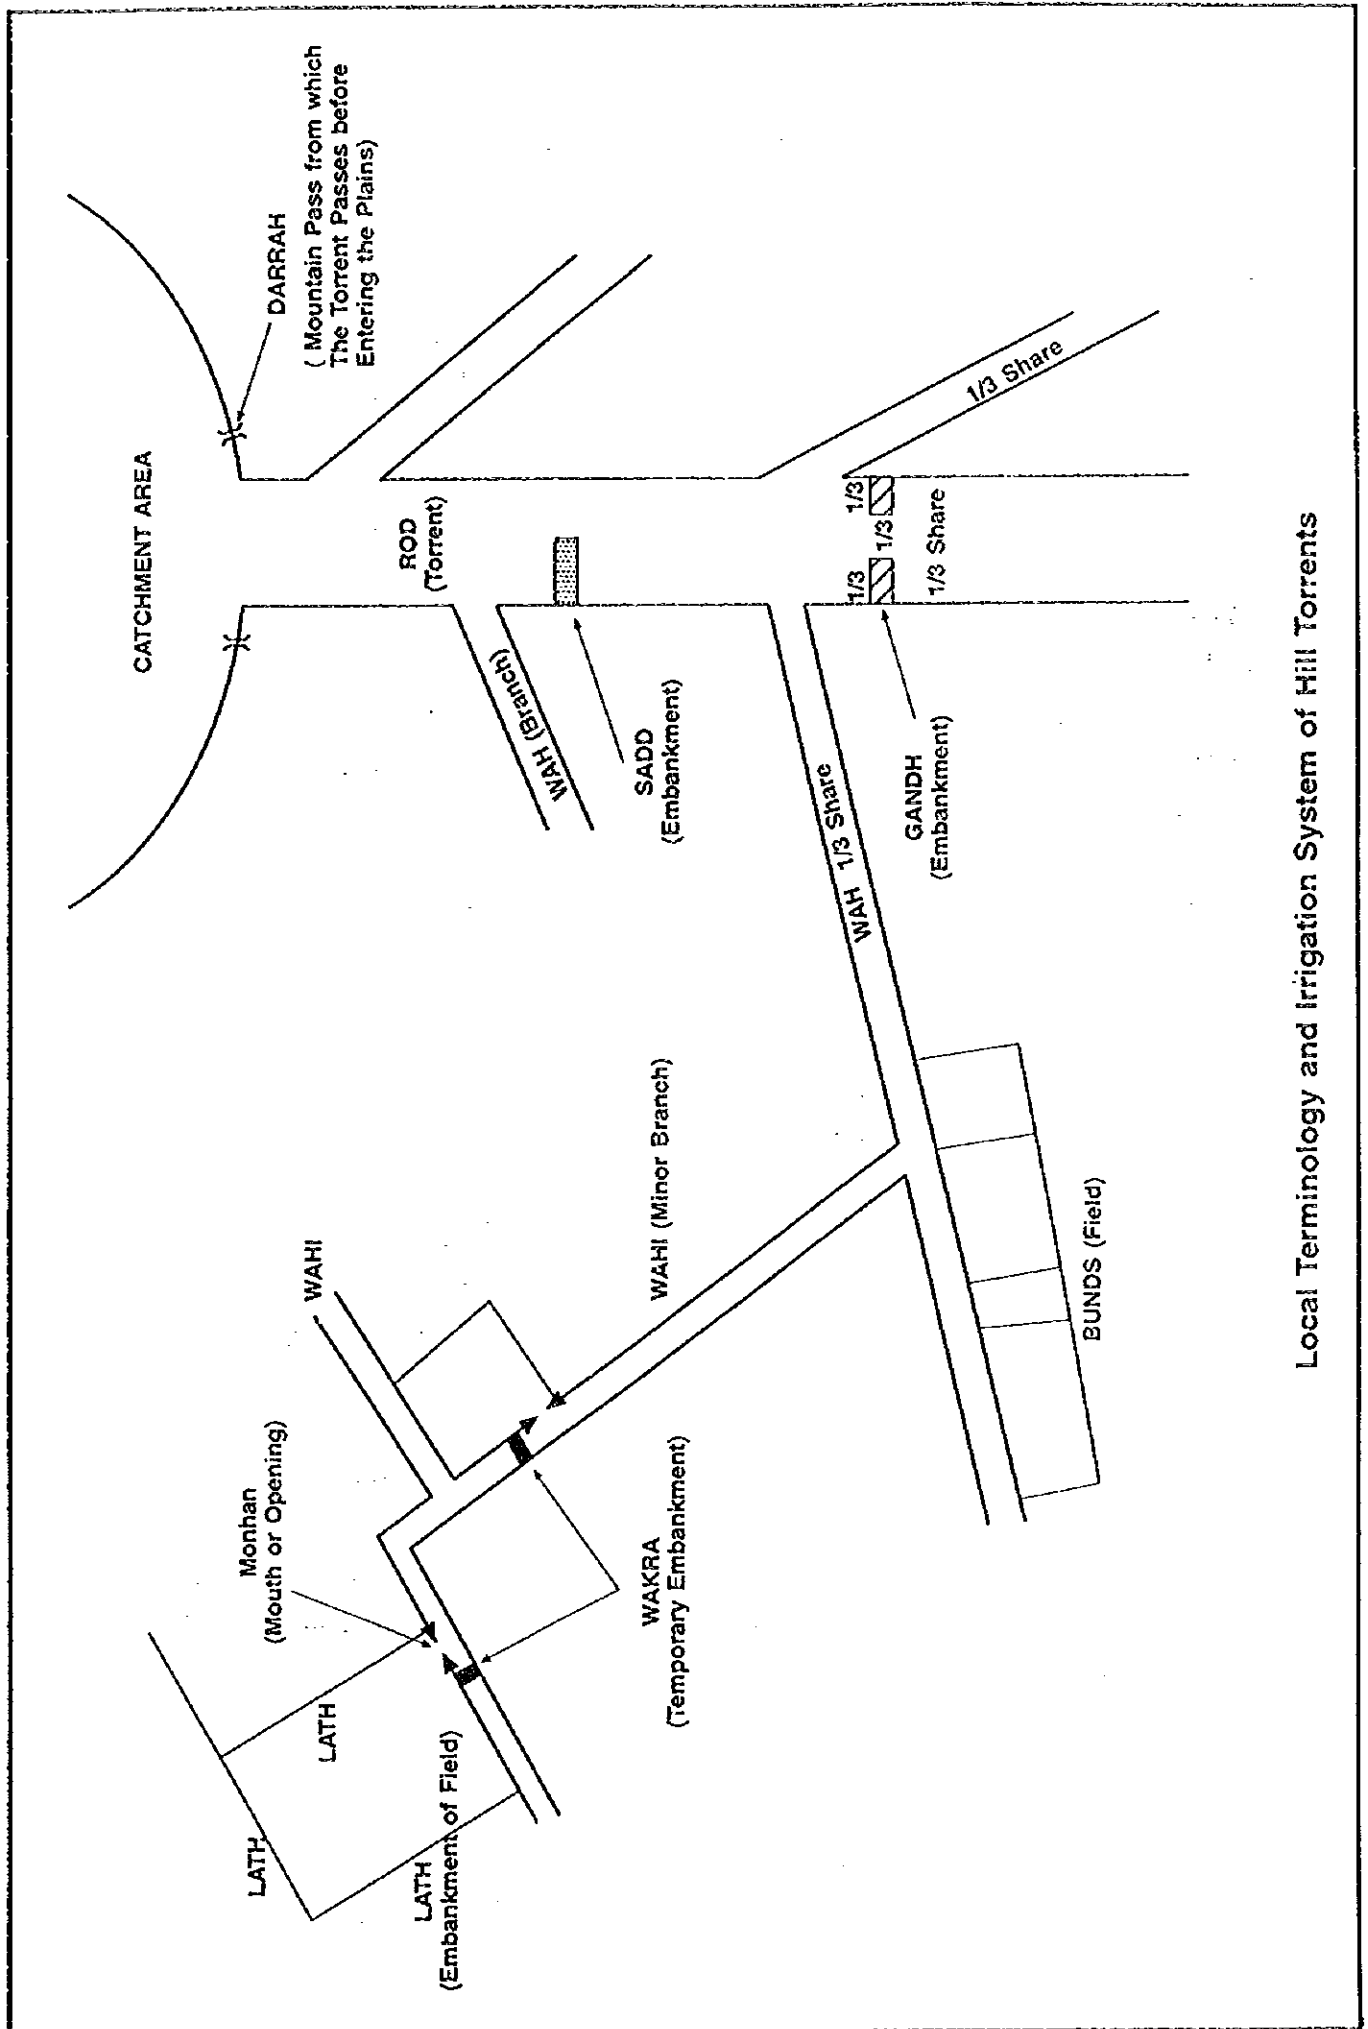 CATCHMENT AREA
DARRAH
( Mountain Pass from which
The Torrent Passes before
Entering the Plains)
ROD
(Torrent)
WAH (Branch)
SADD
(Embankment)
1/3
1/3
1/3
1/3 Share
1/3 Share
WAH 1/3 Share
GANDH
(Embankment)
WAHI
WAHI (Minor Branch)
BUNDS (Field)
Monhan
(Mouth or Opening)
WAKRA
(Temporary Embankment)
LATH
LATH
LATH
(Embankment of Field)
Local Terminology and Irrigation System of Hill Torrents